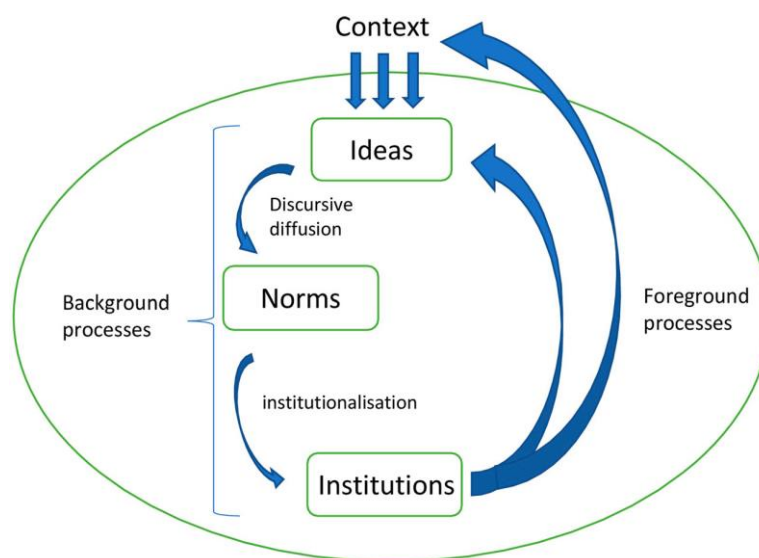 Context
Ideas
Discursive
diffusion
Norms
Background
processes
Foreground
processes
institutionalisation
Institutions